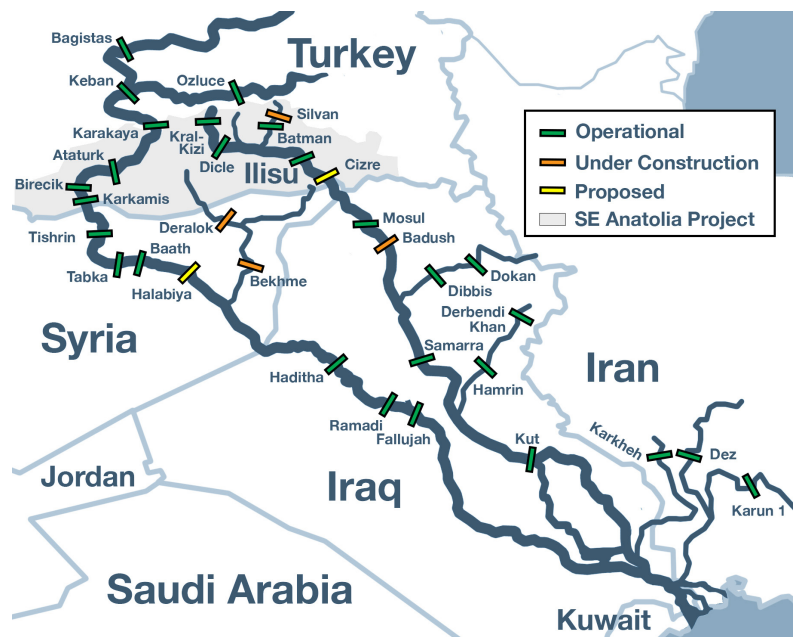 Bagistas
Turkey
Keban
Ozluce
Silvan
Karakaya
Kral-
Kizi
Batman
Dicle
Ilisu
Cizre
Ataturk
Birecik
Karkamis
Operational
Under Construction
Proposed
SE Anatolia Project
Tishrin
Deralok
Mosul
Badush
Baath
Tabka
Halabiya
Bekhme
Dokan
Dibbis
Derbendi
Khan
Syria
Samarra
Iran
Haditha
Hamrin
Ramadi
Fallujah
Kut
Karkheh
Dez
Jordan
Iraq
Karun 1
Saudi Arabia
Kuwait